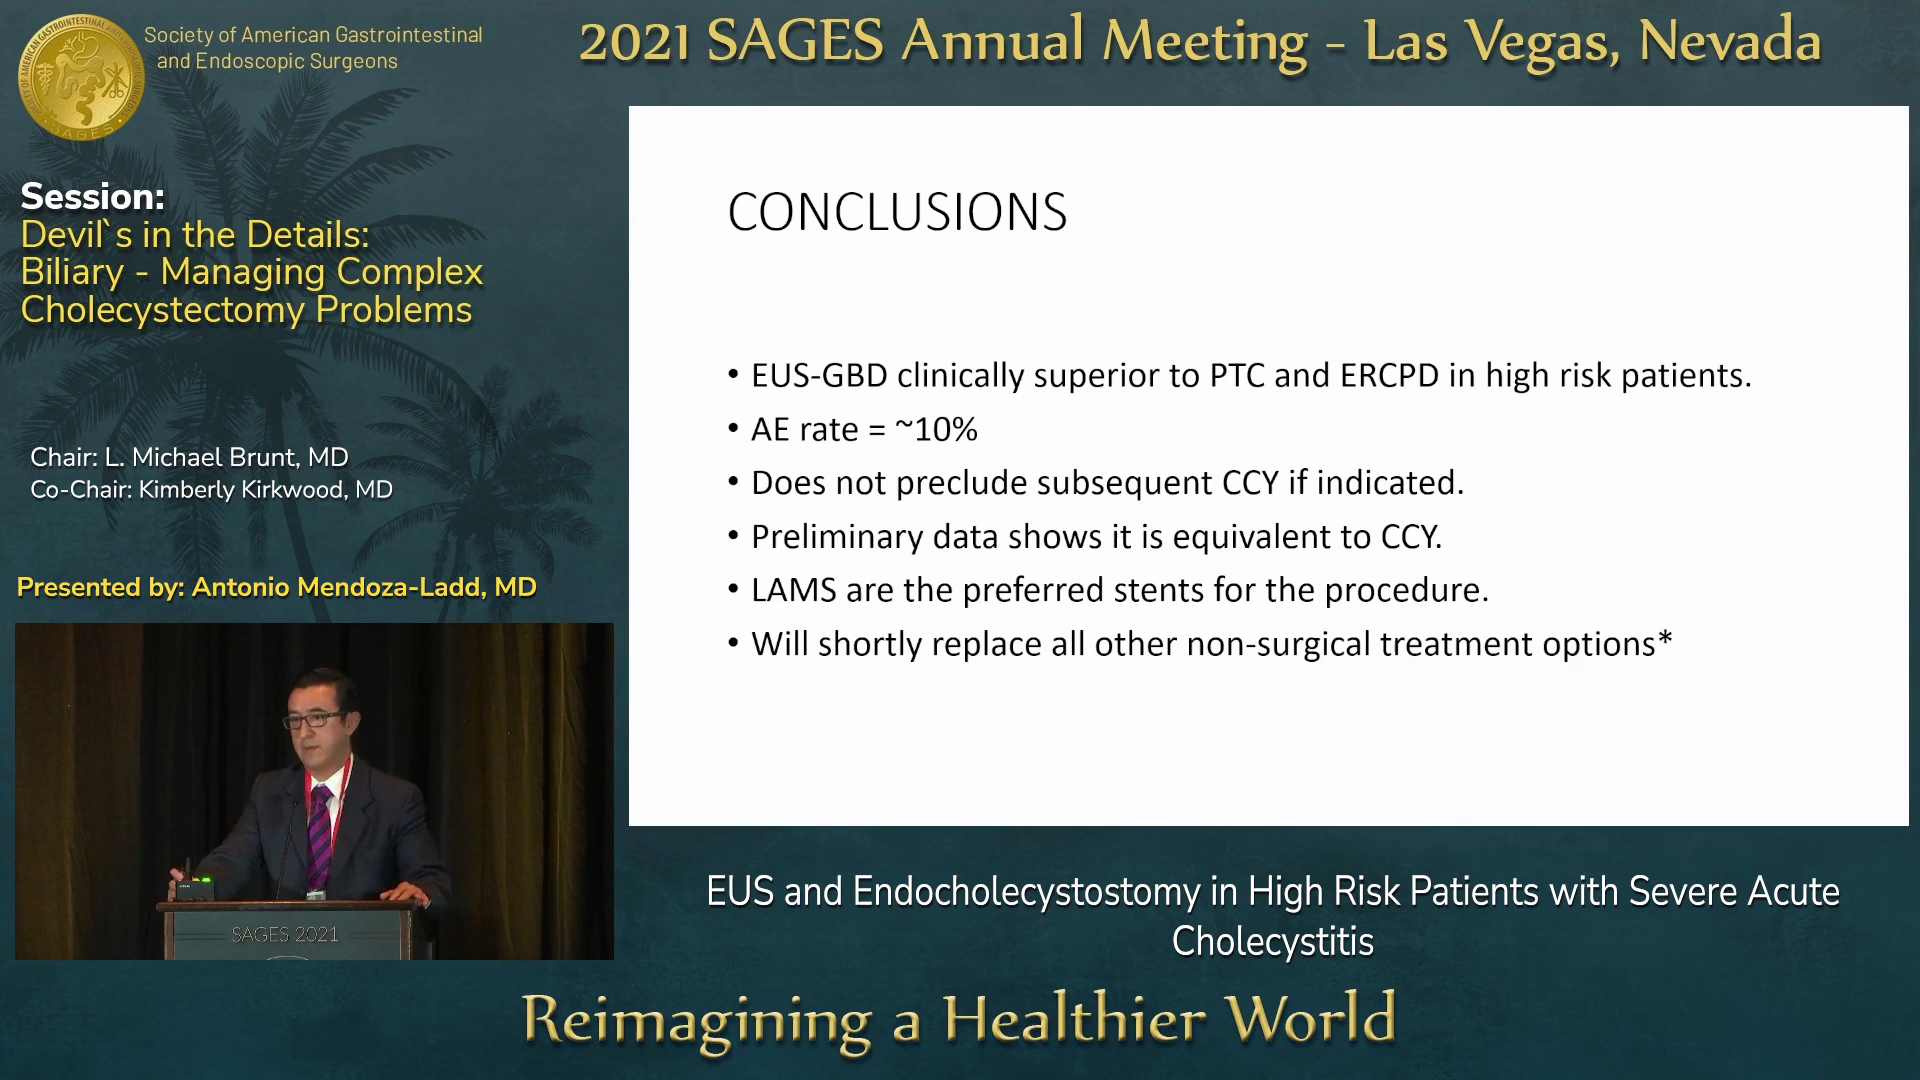 Society of American Gastrointestinal
and Endoscopic Surgeons
2021 SAGES Annual Meeting - Las Vegas, Nevada
SAGES
Session:
Devil`s in the Details:
Biliary - Managing Complex
Cholecystectomy Problems
Chair: L. Michael Brunt, MD
Co-Chair: Kimberly Kirkwood, MD
Presented by: Antonio Mendoza-Ladd, MD
SAGES 2021
CONCLUSIONS
• EUS-GBD clinically superior to PTC and ERCPD in high risk patients.
• AE rate = ~10%
• Does not preclude subsequent CCY if indicated.
• Preliminary data shows it is equivalent to CCY.
• LAMS are the preferred stents for the procedure.
• Will shortly replace all other non-surgical treatment options*
EUS and Endocholecystostomy in High Risk Patients with Severe Acute
Cholecystitis
Reimagining a Healthier World